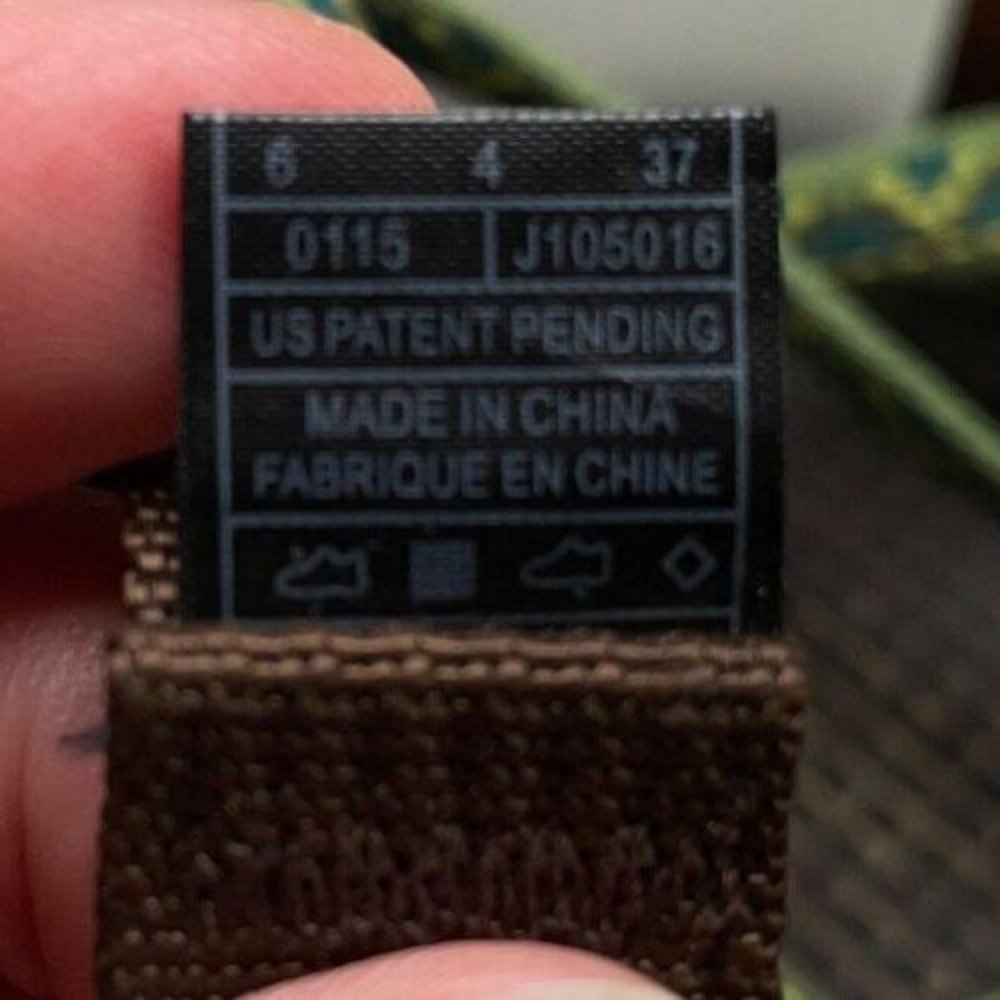 6 4 37
0115 J105016
US PATENT PENDING
MADE IN CHINA
FABRIQUE EN CHINE